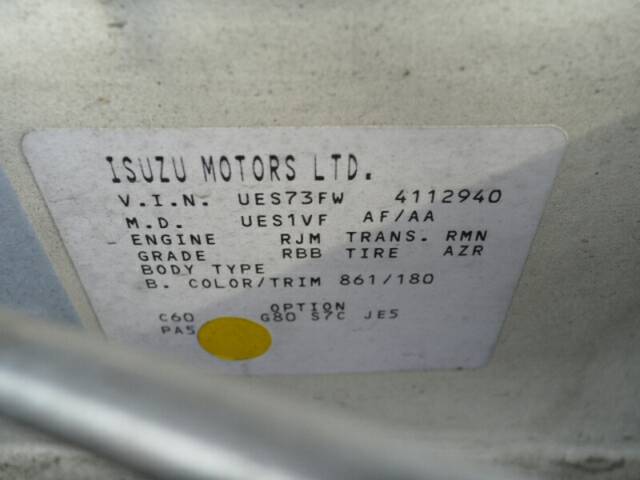 ISUZU MOTORS LTD.
V.I.N. UES73FW 4112940
M.D. UES1VF AF/AA
ENGINE RJM TRANS. RMN
GRADE RBB TIRE AZR
BODY TYPE
B. COLOR/TRIM 861/180
OPTION
C60 G80 S7C JE5
PA5